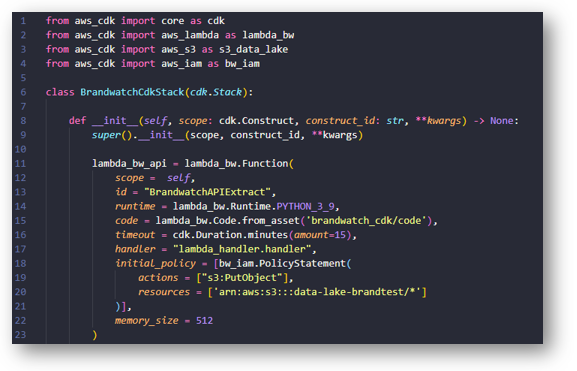 1 from aws_cdk import core as cdk
2 from aws_cdk import aws_lambda as lambda_bw
3 from aws_cdk import aws_s3 as s3_data_lake
4 from aws_cdk import aws_iam as bw_iam
5
6 class BrandwatchCdkStack(cdk.Stack):
7
8     def __init__(self, scope: cdk.Construct, construct_id: str, **kwargs) -> None:
9         super().__init__(scope, construct_id, **kwargs)
10
11         lambda_bw_api = lambda_bw.Function(
12             scope =  self,
13             id = "BrandwatchAPIExtract",
14             runtime = lambda_bw.Runtime.PYTHON_3_9,
15             code = lambda_bw.Code.from_asset('brandwatch_cdk/code'),
16             timeout = cdk.Duration.minutes(amount=15),
17             handler = "lambda_handler.handler",
18             initial_policy = [bw_iam.PolicyStatement(
19                 actions = ["s3:PutObject"],
20                 resources = ['arn:aws:s3:::data-lake-brandtest/*']
21             )],
22             memory_size = 512
23         )